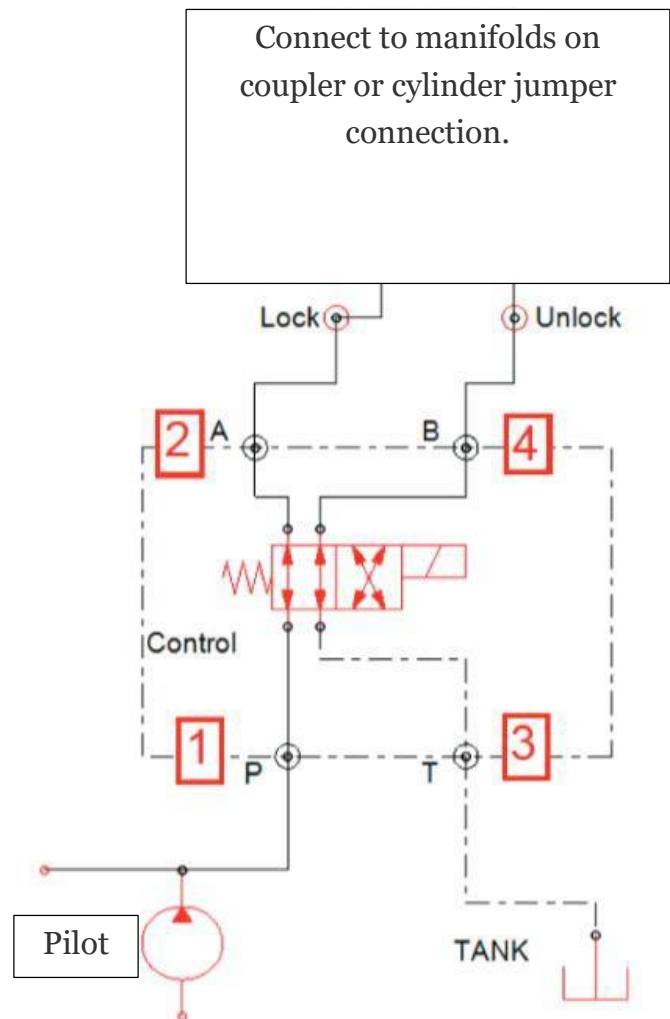 Connect to manifolds on
coupler or cylinder jumper
connection.
Lock
Unlock
2
A
B
4
Control
1
P
T
3
Pilot
TANK